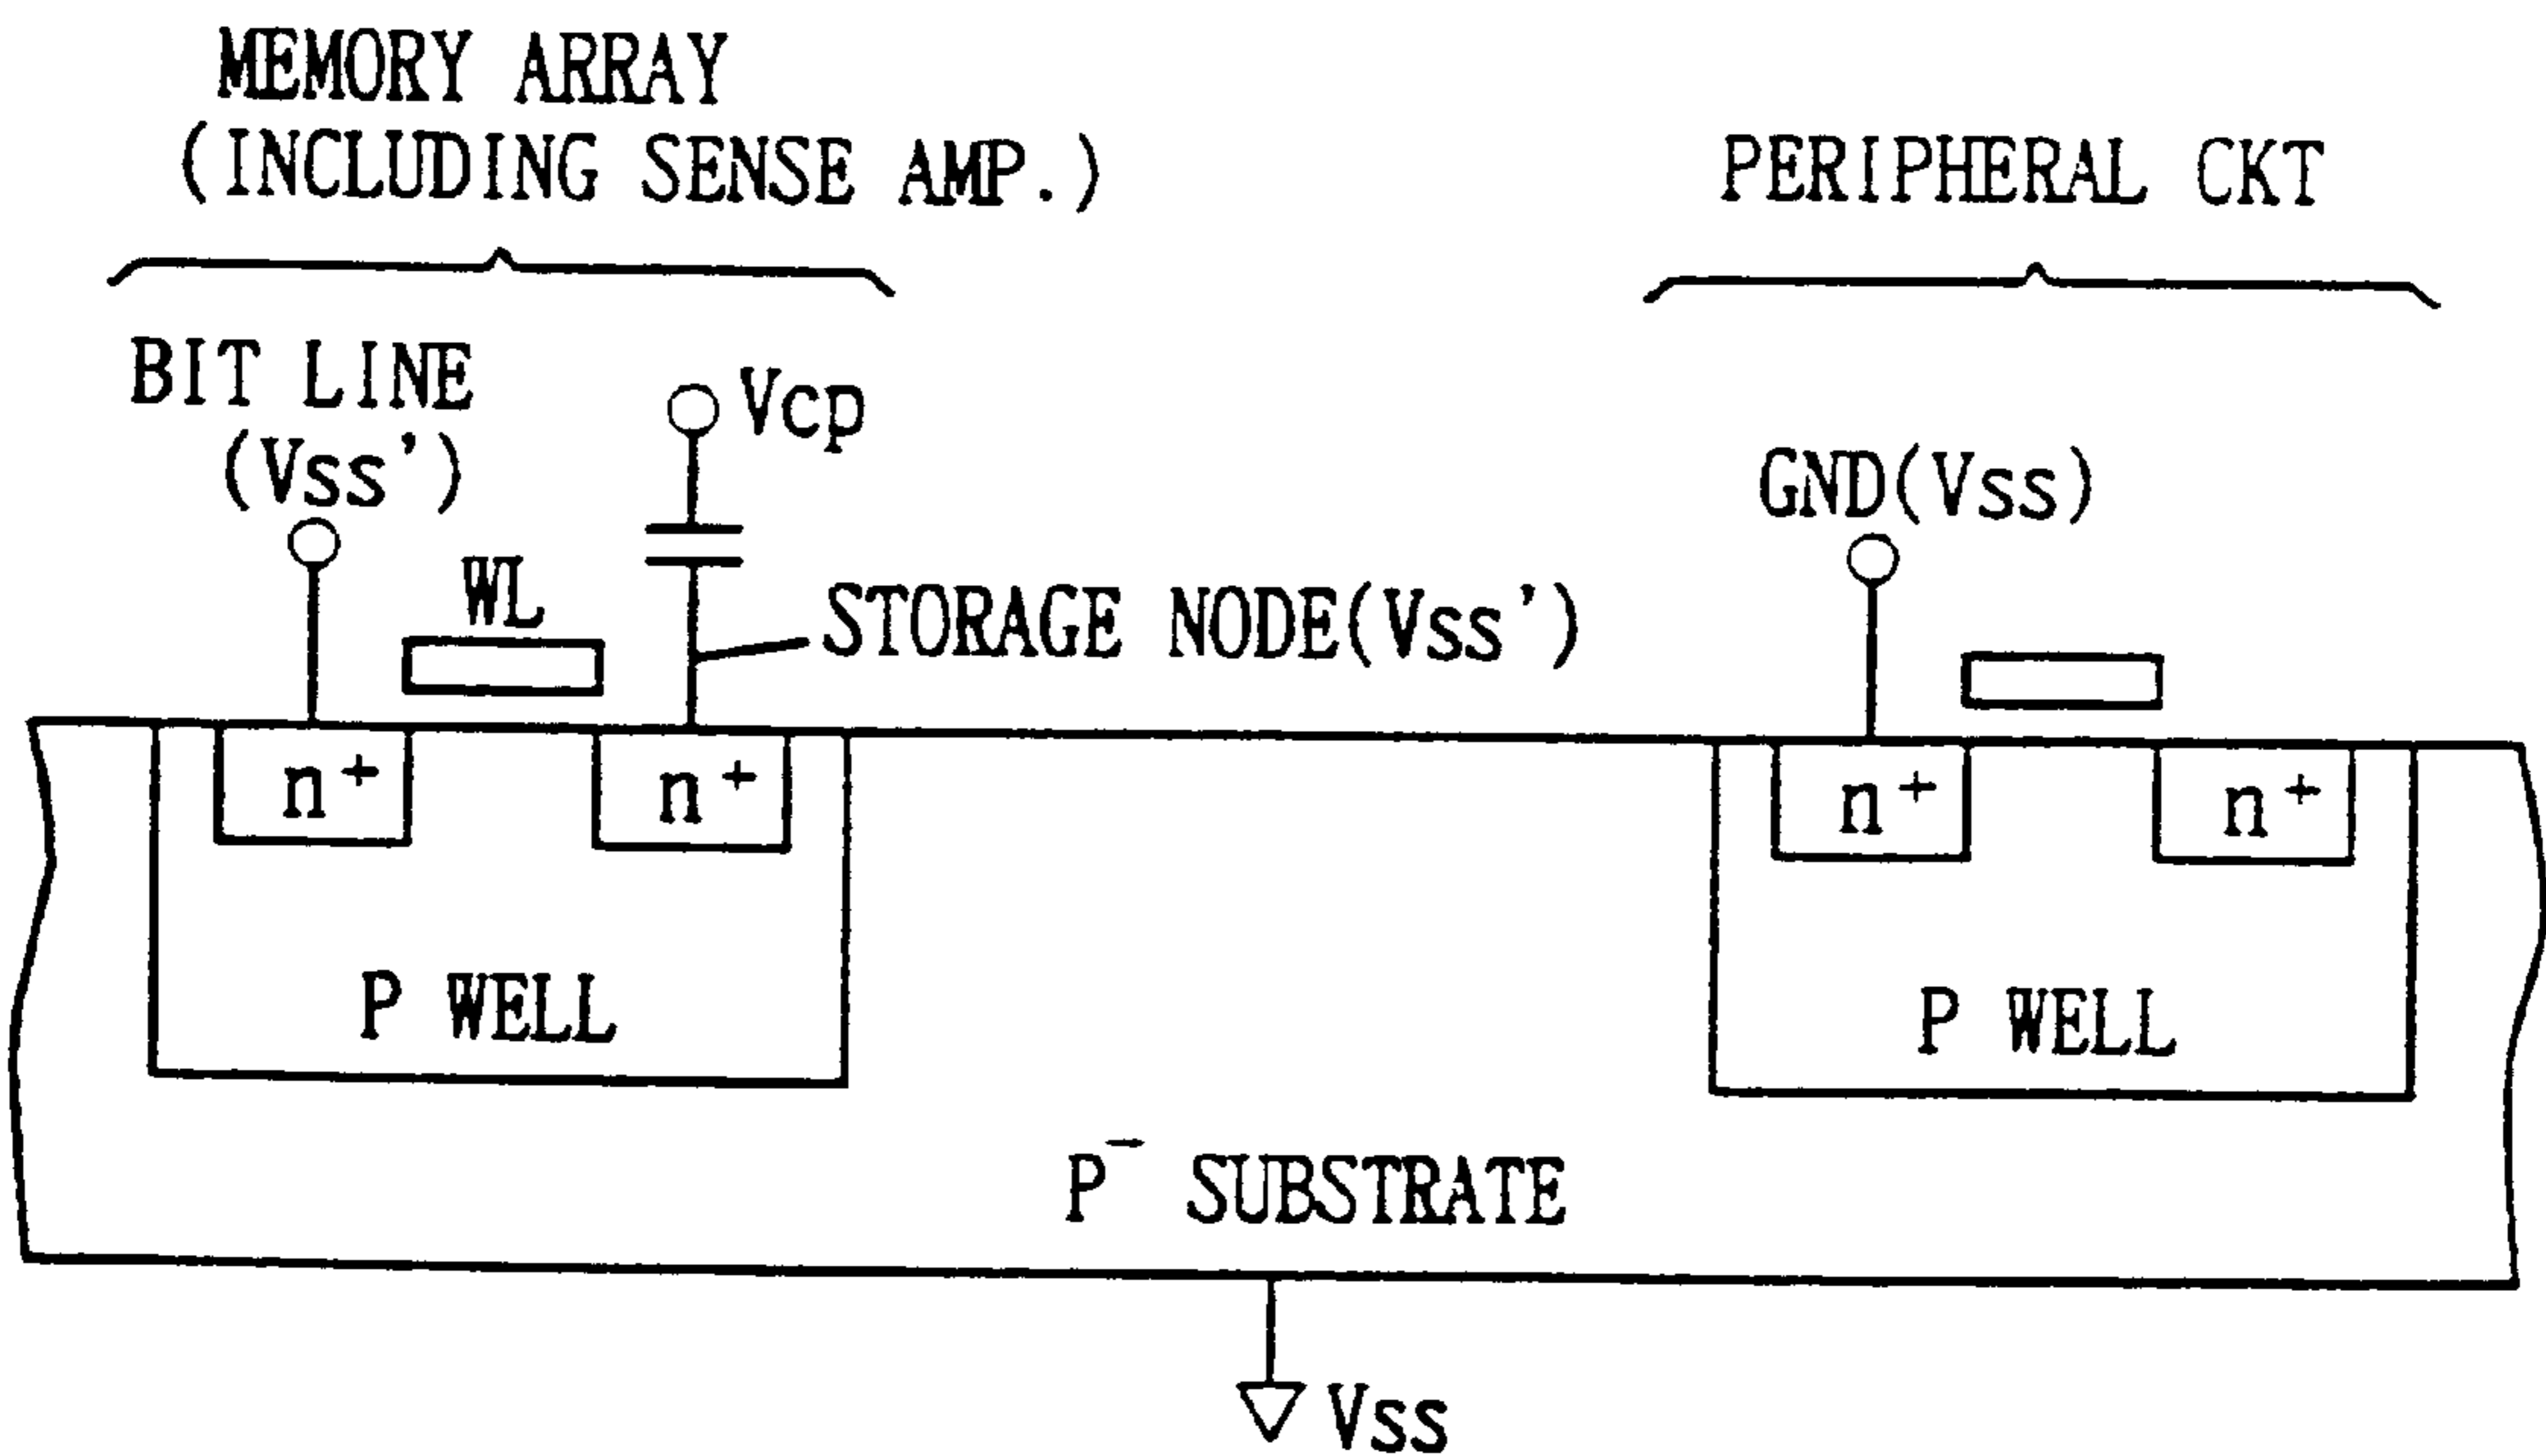 MEMORY ARRAY
(INCLUDING SENSE AMP.)
PERIPHERAL CKT
BIT LINE
(Vss')
Vcp
GND(Vss)
WL
STORAGE NODE(Vss')
n+
n+
n+
n+
P WELL
P WELL
P- SUBSTRATE
Vss